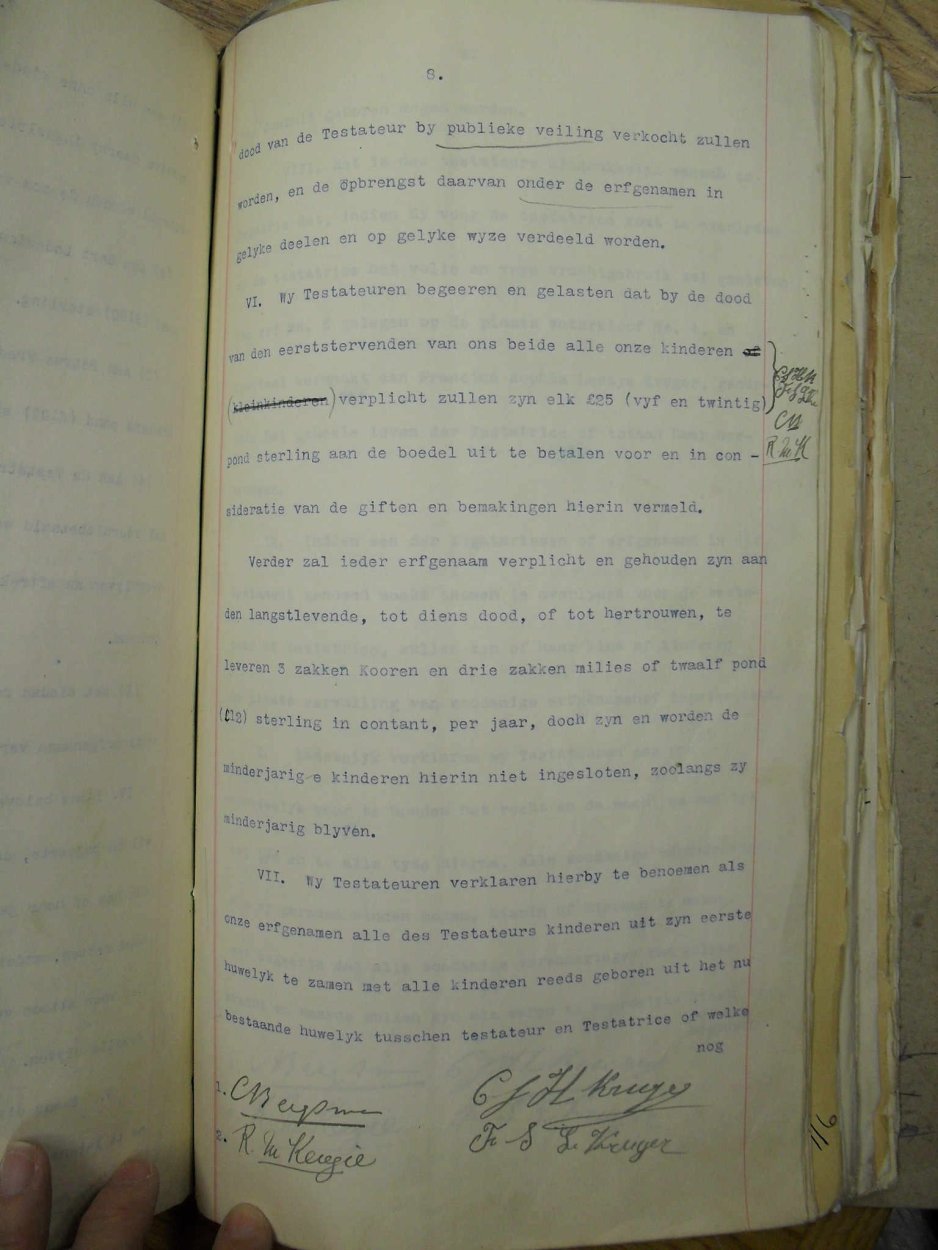 8.
dood van de Testateur by publieke veiling verkocht zullen
worden, en de opbrengst daarvan onder de erfgenamen in
gelyke deelen en op gelyke wyze verdeeld worden.
VI. Wy Testateuren begeeren en gelasten dat by de dood
van den eerststervenden van ons beide alle onze kinderen of
(kleinkinderen) verplicht zullen zyn elk £25 (vyf en twintig)
pond sterling aan de boedel uit te betalen voor en in con -
sideratie van de giften en bemakingen hierin vermeld.
Verder zal ieder erfgenaam verplicht en gehouden zyn aan
den langstlevende, tot diens dood, of tot hertrouwen, te
leveren 3 zakken Kooren en drie zakken milies of twaalf pond
(£12) sterling in contant, per jaar, doch zyn en worden de
minderjarig-e kinderen hierin niet ingesloten, zoolangs zy
minderjarig blyven.
VII. Wy Testateuren verklaren hierby te benoemen als
onze erfgenamen alle des Testateurs kinderen uit zyn eerste
huwelyk te zamen met alle kinderen reeds geboren uit het nu
bestaande huwelyk tusschen testateur en Testatrice of welke
nog
R. M. K
1.
C J H Kruger
2. R. McKenzie
F S L Kruger
116